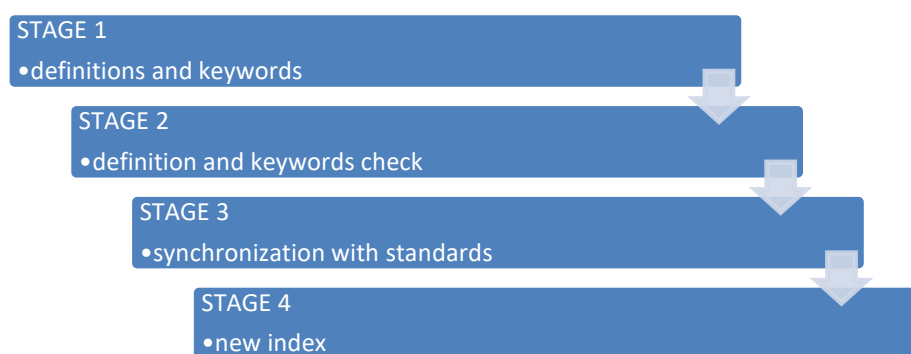 STAGE 1
•definitions and keywords
STAGE 2
•definition and keywords check
STAGE 3
•synchronization with standards
STAGE 4
•new index